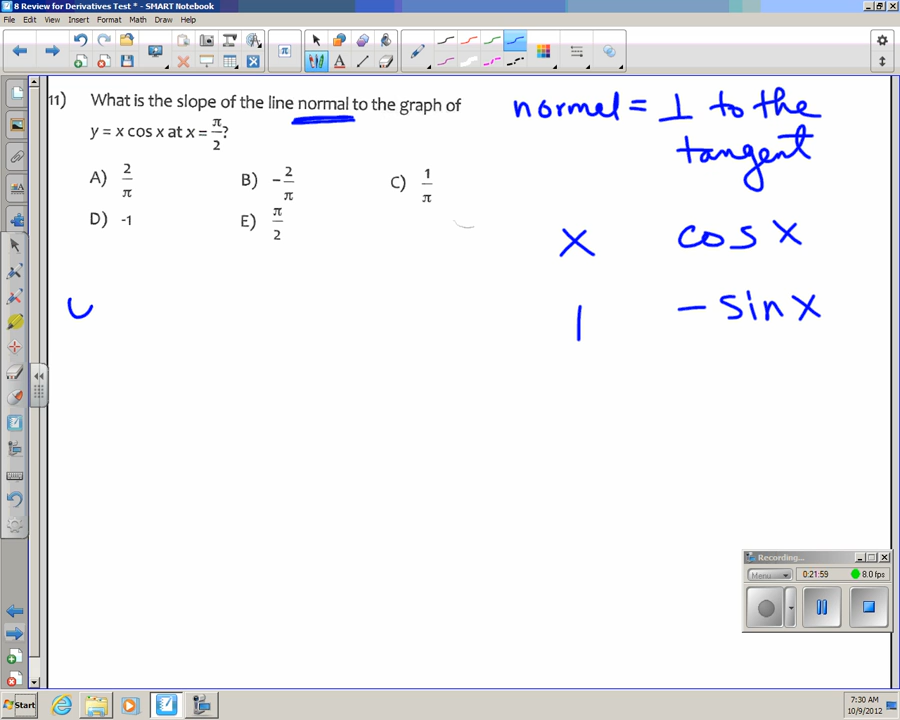 8 Review for Derivatives Test * - SMART Notebook
File Edit View Insert Format Math Draw Help
11) What is the slope of the line normal to the graph of
y = x cos x at x = π/2?
A) 2/π B) -2/π C) 1/π
D) -1 E) π/2
normal = ⊥ to the
tangent
x cos x
1 - sin x
Recording...
Menu 0:21:59 8.0 fps
Start
7:30 AM
10/9/2012